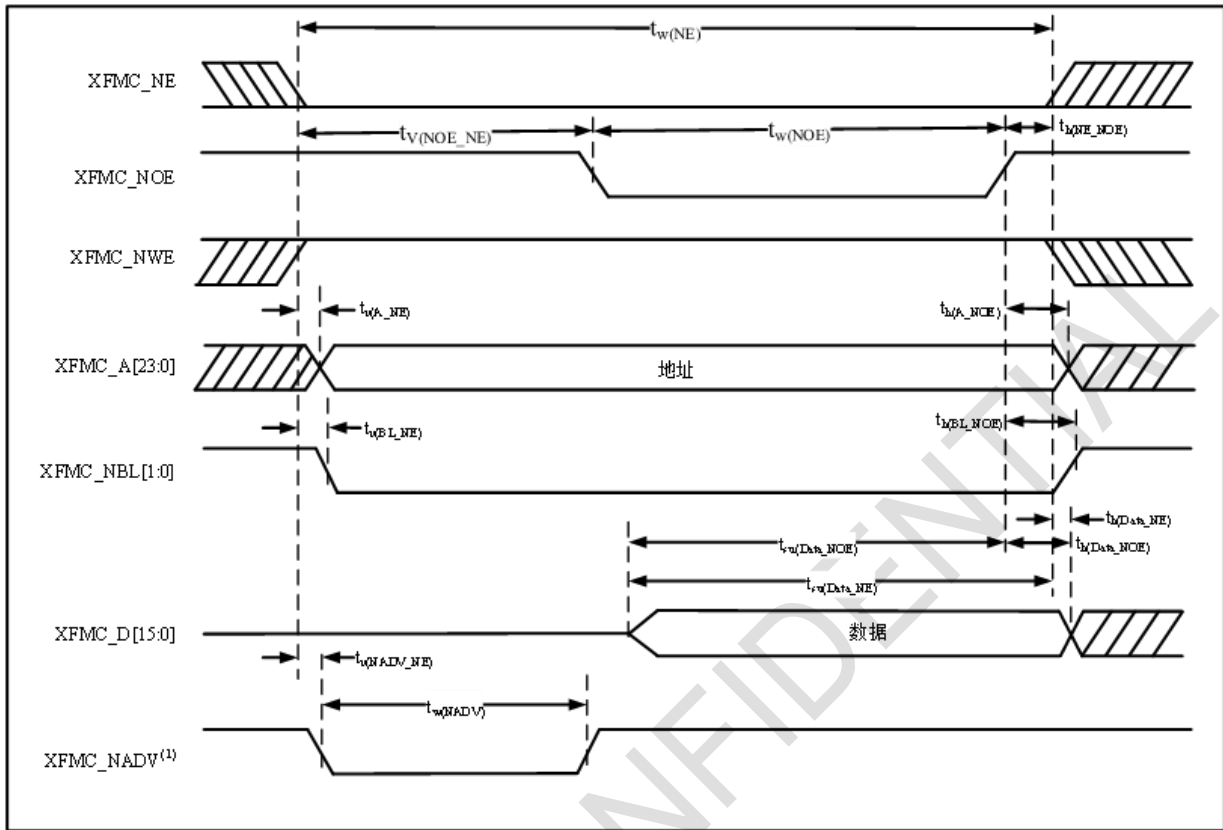 tw(NE)
XFMC_NE
tV(NOE_NE)
tw(NOE)
th(NE_NOE)
XFMC_NOE
XFMC_NWE
tv(A_NE)
th(A_NOE)
XFMC_A[23:0]
地址
tv(BL_NE)
th(BL_NOE)
XFMC_NBL[1:0]
th(Data_NE)
tsu(Data_NOE)
th(Data_NOE)
tsu(Data_NE)
XFMC_D[15:0]
数据
tv(NADV_NE)
tw(NADV)
XFMC_NADV(1)
NFIDENTIAL